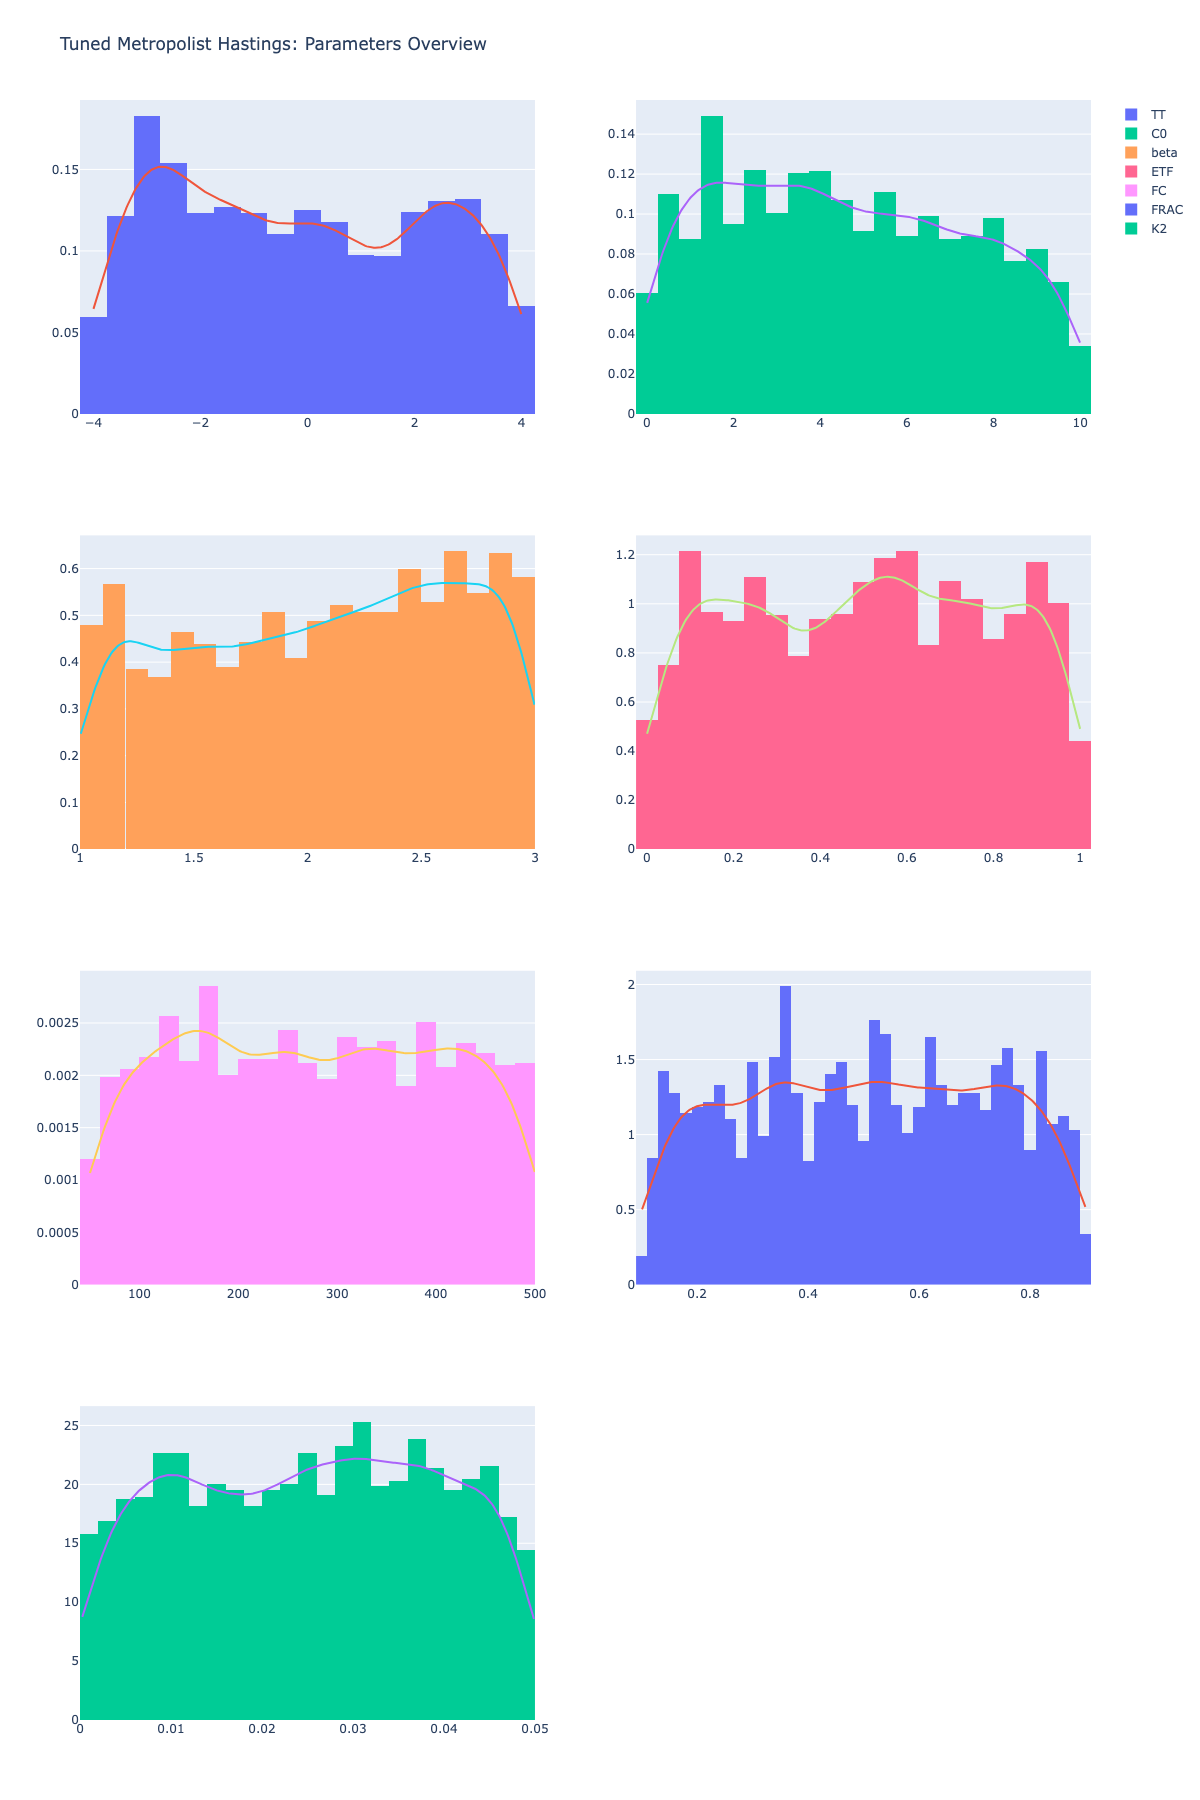 Tuned Metropolist Hastings: Parameters Overview
TT
C0
beta
ETF
FC
FRAC
K2
0.15
0.1
0.05
0
−4 −2 0 2 4
0.14
0.12
0.1
0.08
0.06
0.04
0.02
0
0 2 4 6 8 10
0.6
0.5
0.4
0.3
0.2
0.1
0
1 1.5 2 2.5 3
1.2
1
0.8
0.6
0.4
0.2
0
0 0.2 0.4 0.6 0.8 1
0.0025
0.002
0.0015
0.001
0.0005
0
100 200 300 400 500
2
1.5
1
0.5
0
0.2 0.4 0.6 0.8
25
20
15
10
5
0
0 0.01 0.02 0.03 0.04 0.05